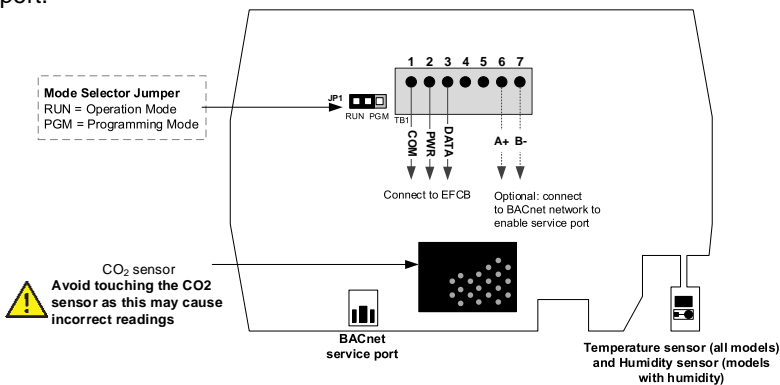 port.
Mode Selector Jumper
RUN = Operation Mode
PGM = Programming Mode
JP1
RUN PGM
1 2 3 4 5 6 7
TB1
COM
PWR
DATA
A+ B-
Connect to EFCB
Optional: connect
to BACnet network to
enable service port
CO2 sensor
Avoid touching the CO2
sensor as this may cause
incorrect readings
BACnet
service port
Temperature sensor (all models)
and Humidity sensor (models
with humidity)